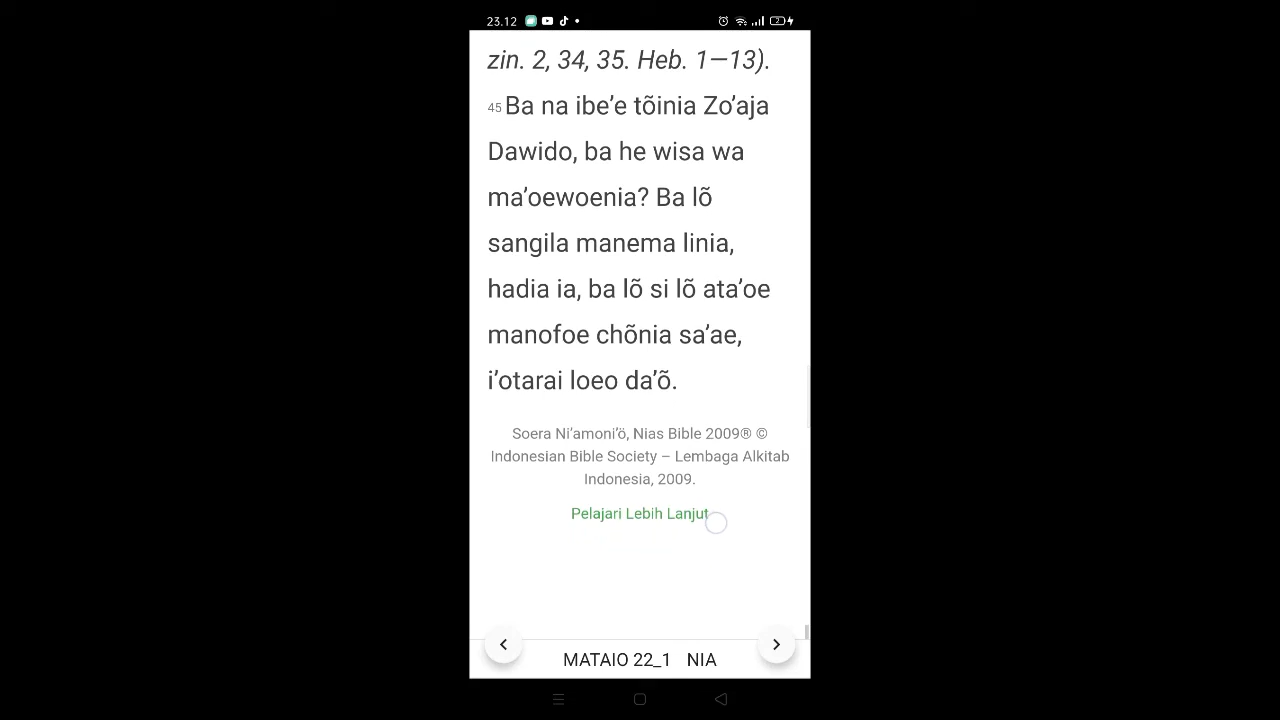 23.12
2
zin. 2, 34, 35. Heb. 1—13).
45 Ba na ibe’e tõinia Zo’aja
Dawido, ba he wisa wa
ma’oewoenia? Ba lõ
sangila manema linia,
hadia ia, ba lõ si lõ ata’oe
manofoe chõnia sa’ae,
i’otarai loeo da’õ.
Soera Ni’amoni’ö, Nias Bible 2009® ©
Indonesian Bible Society – Lembaga Alkitab
Indonesia, 2009.
Pelajari Lebih Lanjut
MATAIO 22_1 NIA